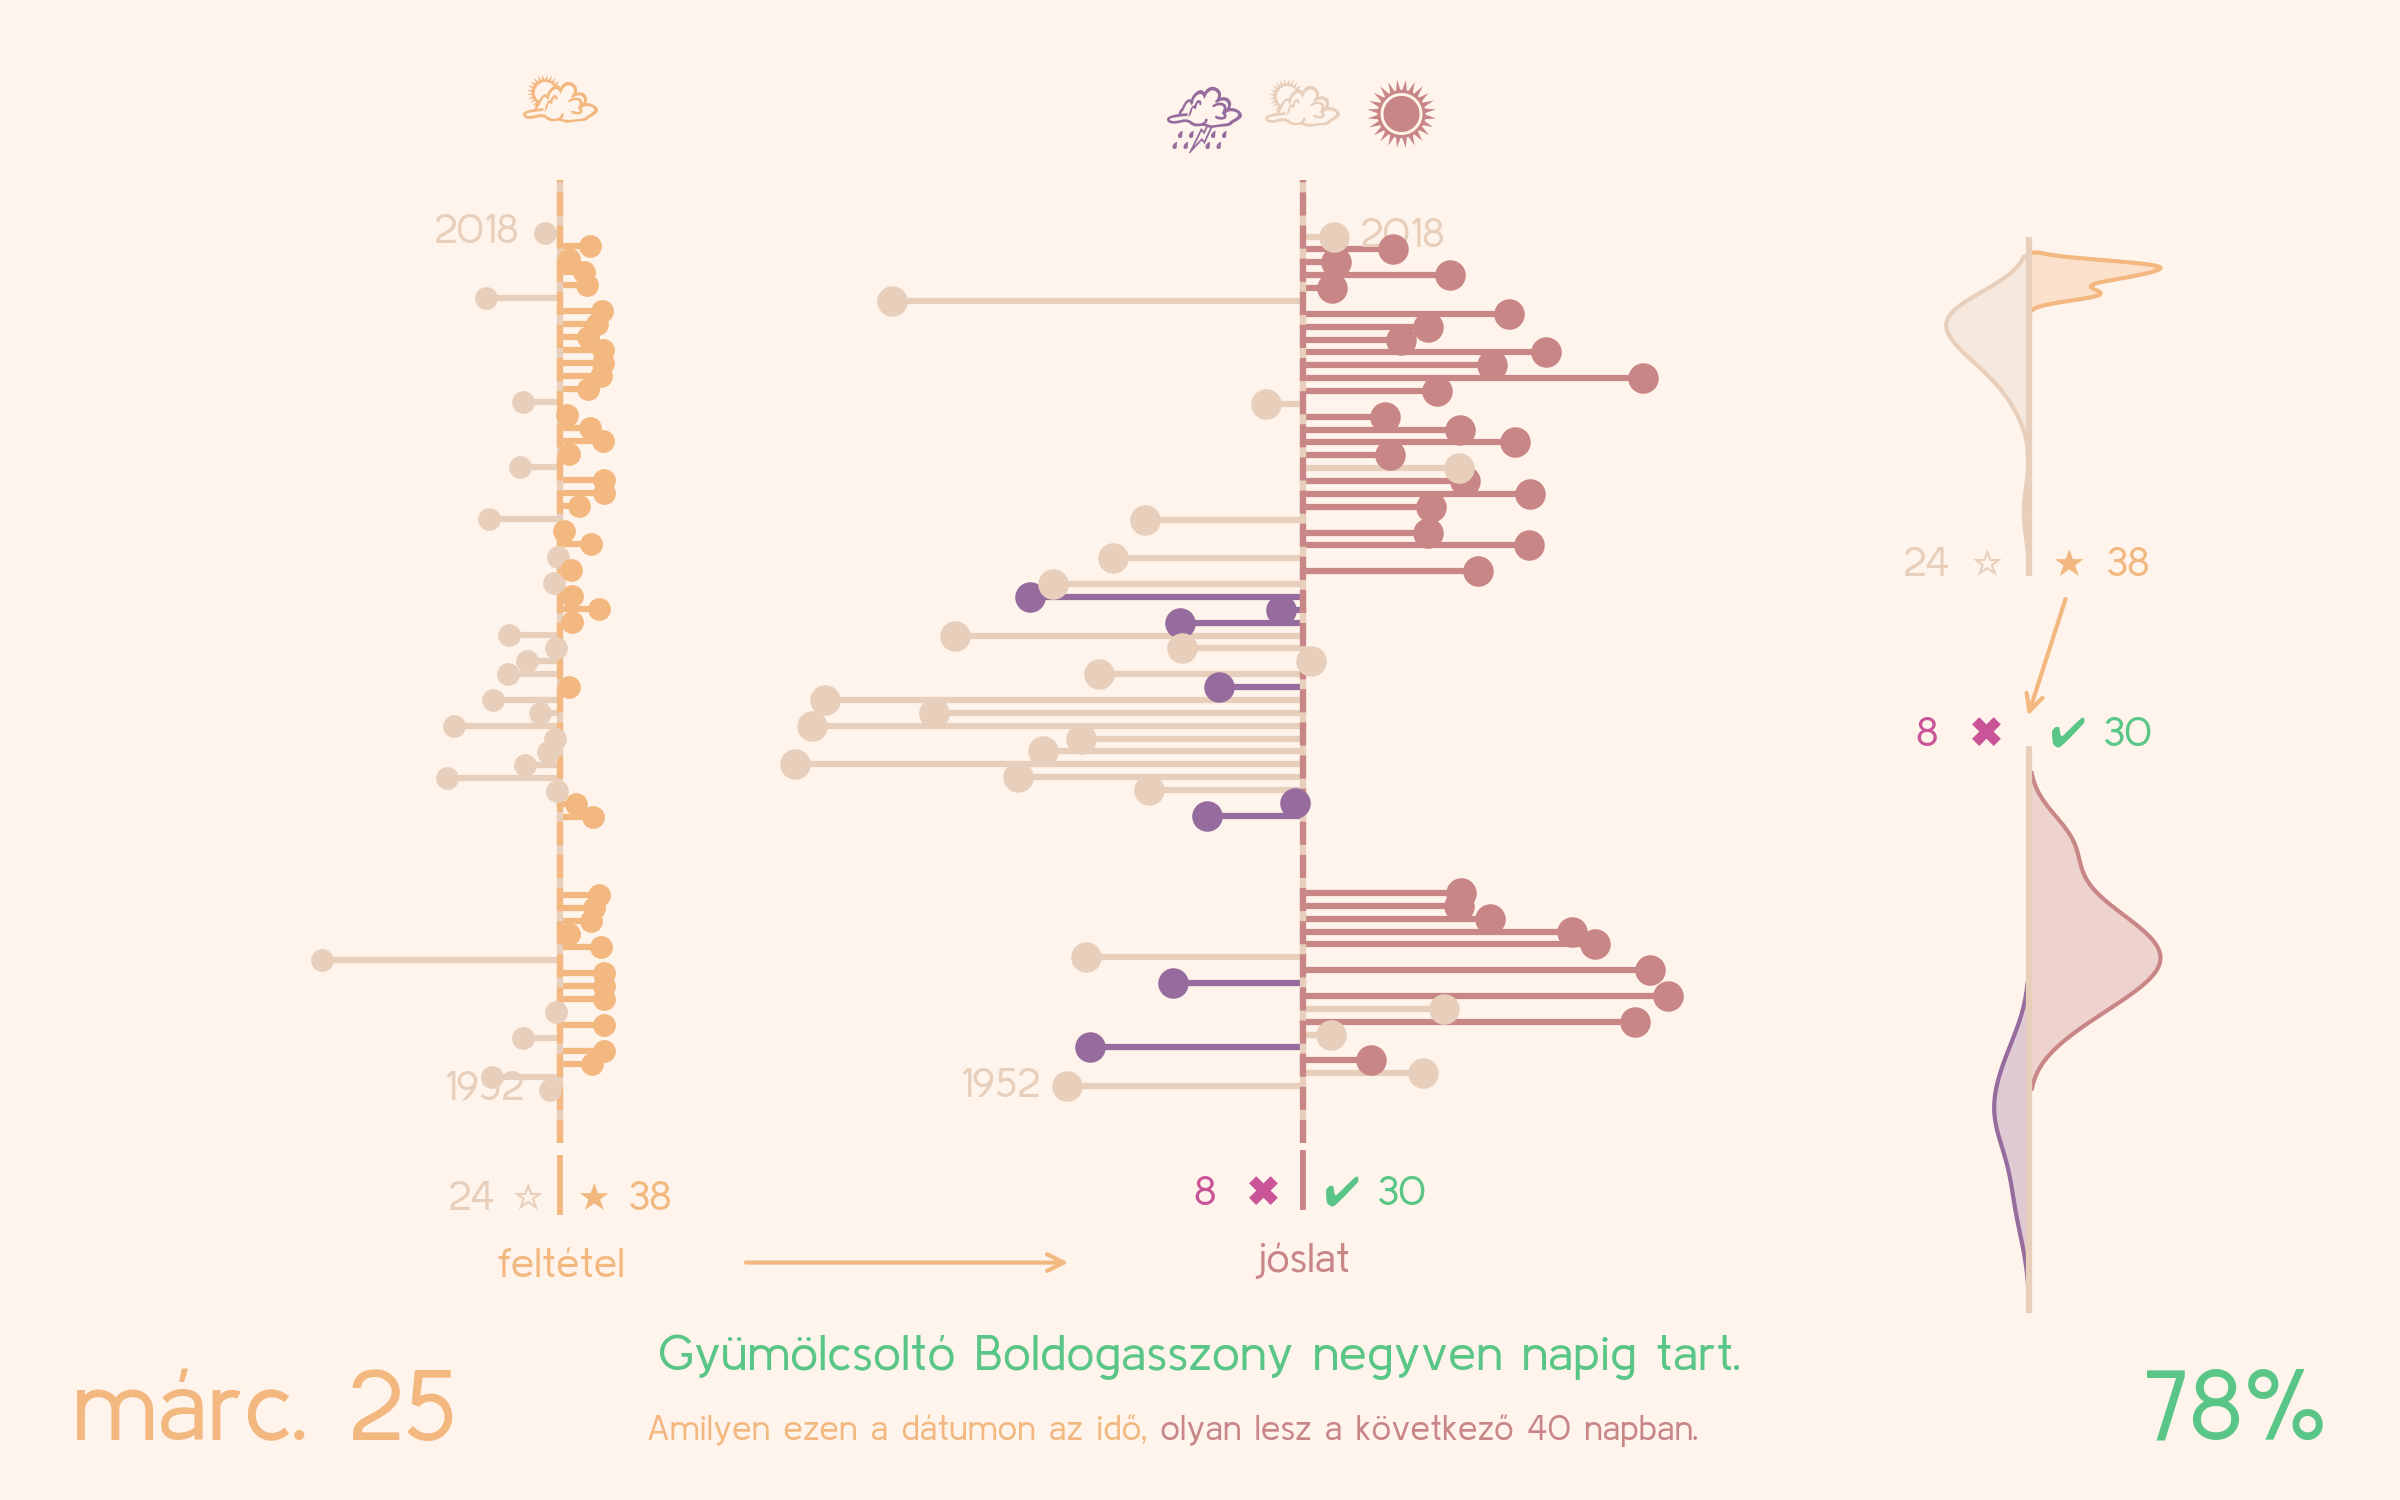 2018
2018
24 ☆ ★ 38
8 ✖ ✔ 30
1952
1952
24 ☆ ★ 38
8 ✖ ✔ 30
feltétel
jóslat
Gyümölcsoltó Boldogasszony negyven napig tart.
márc. 25
78%
Amilyen ezen a dátumon az idő, olyan lesz a következő 40 napban.